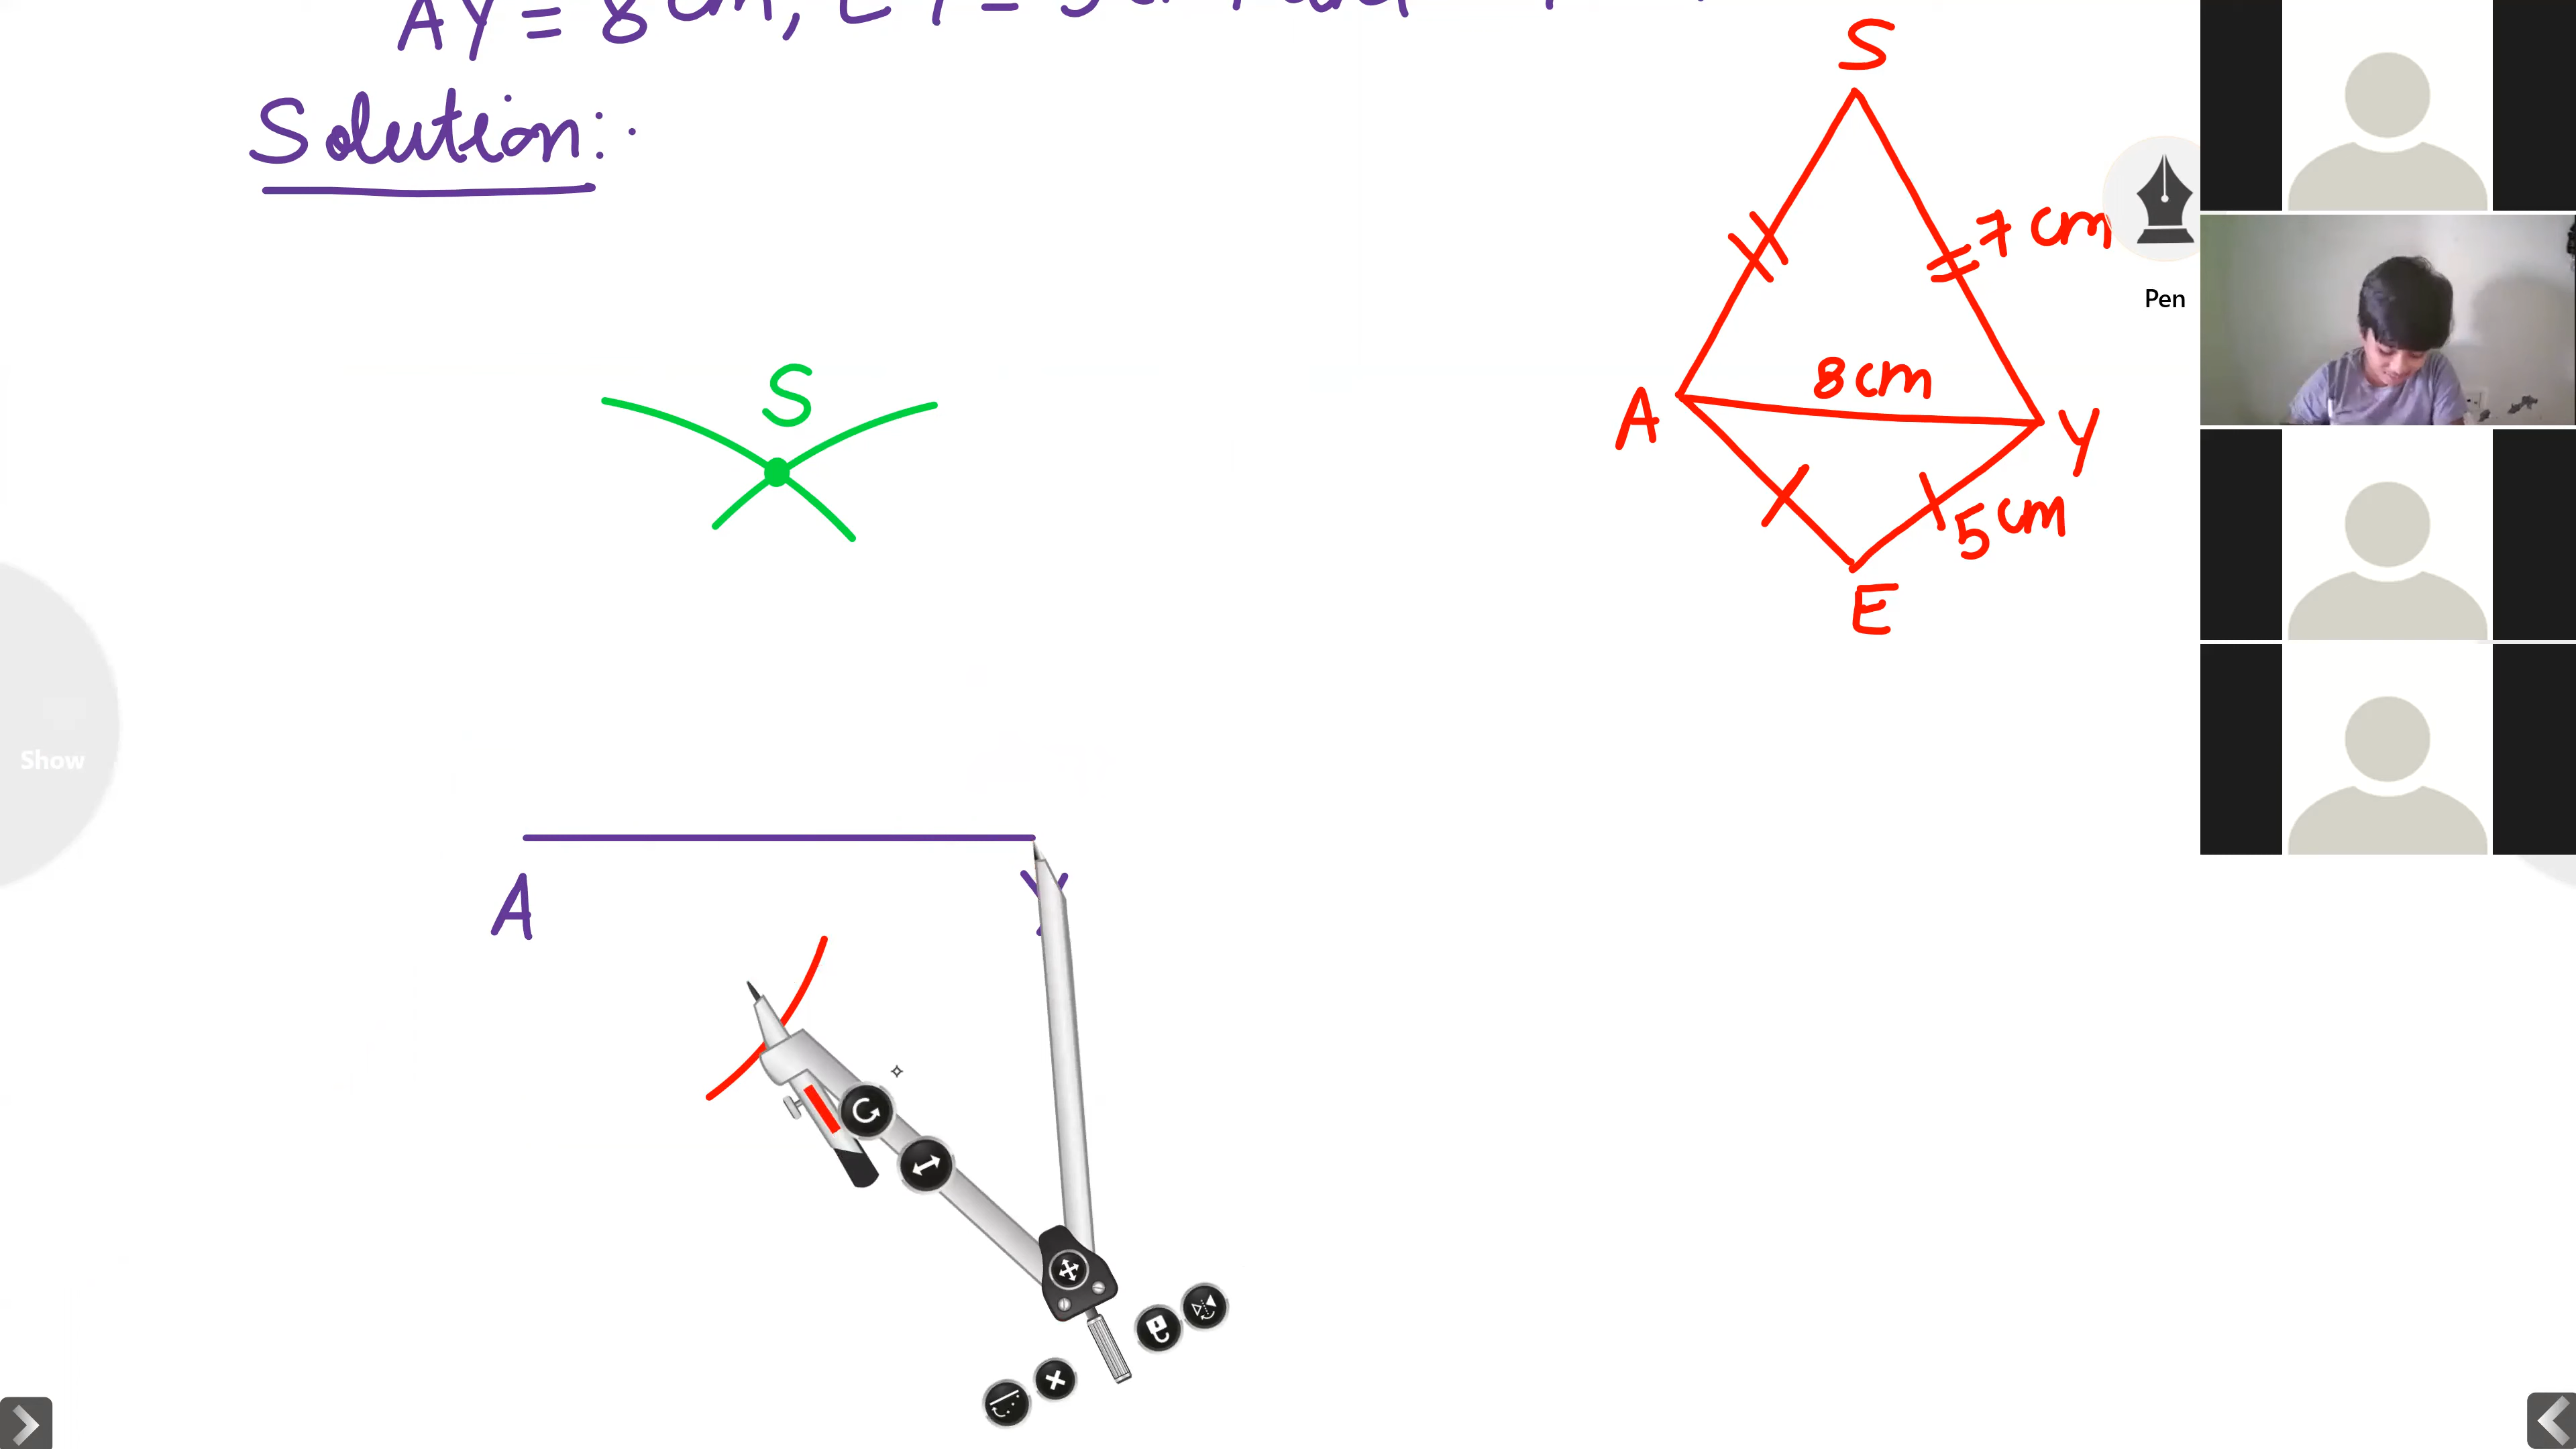 AY = 8 cm,
Solution:
S
7 cm
Pen
8 cm
A
Y
5 cm
E
S
Show
A
Y